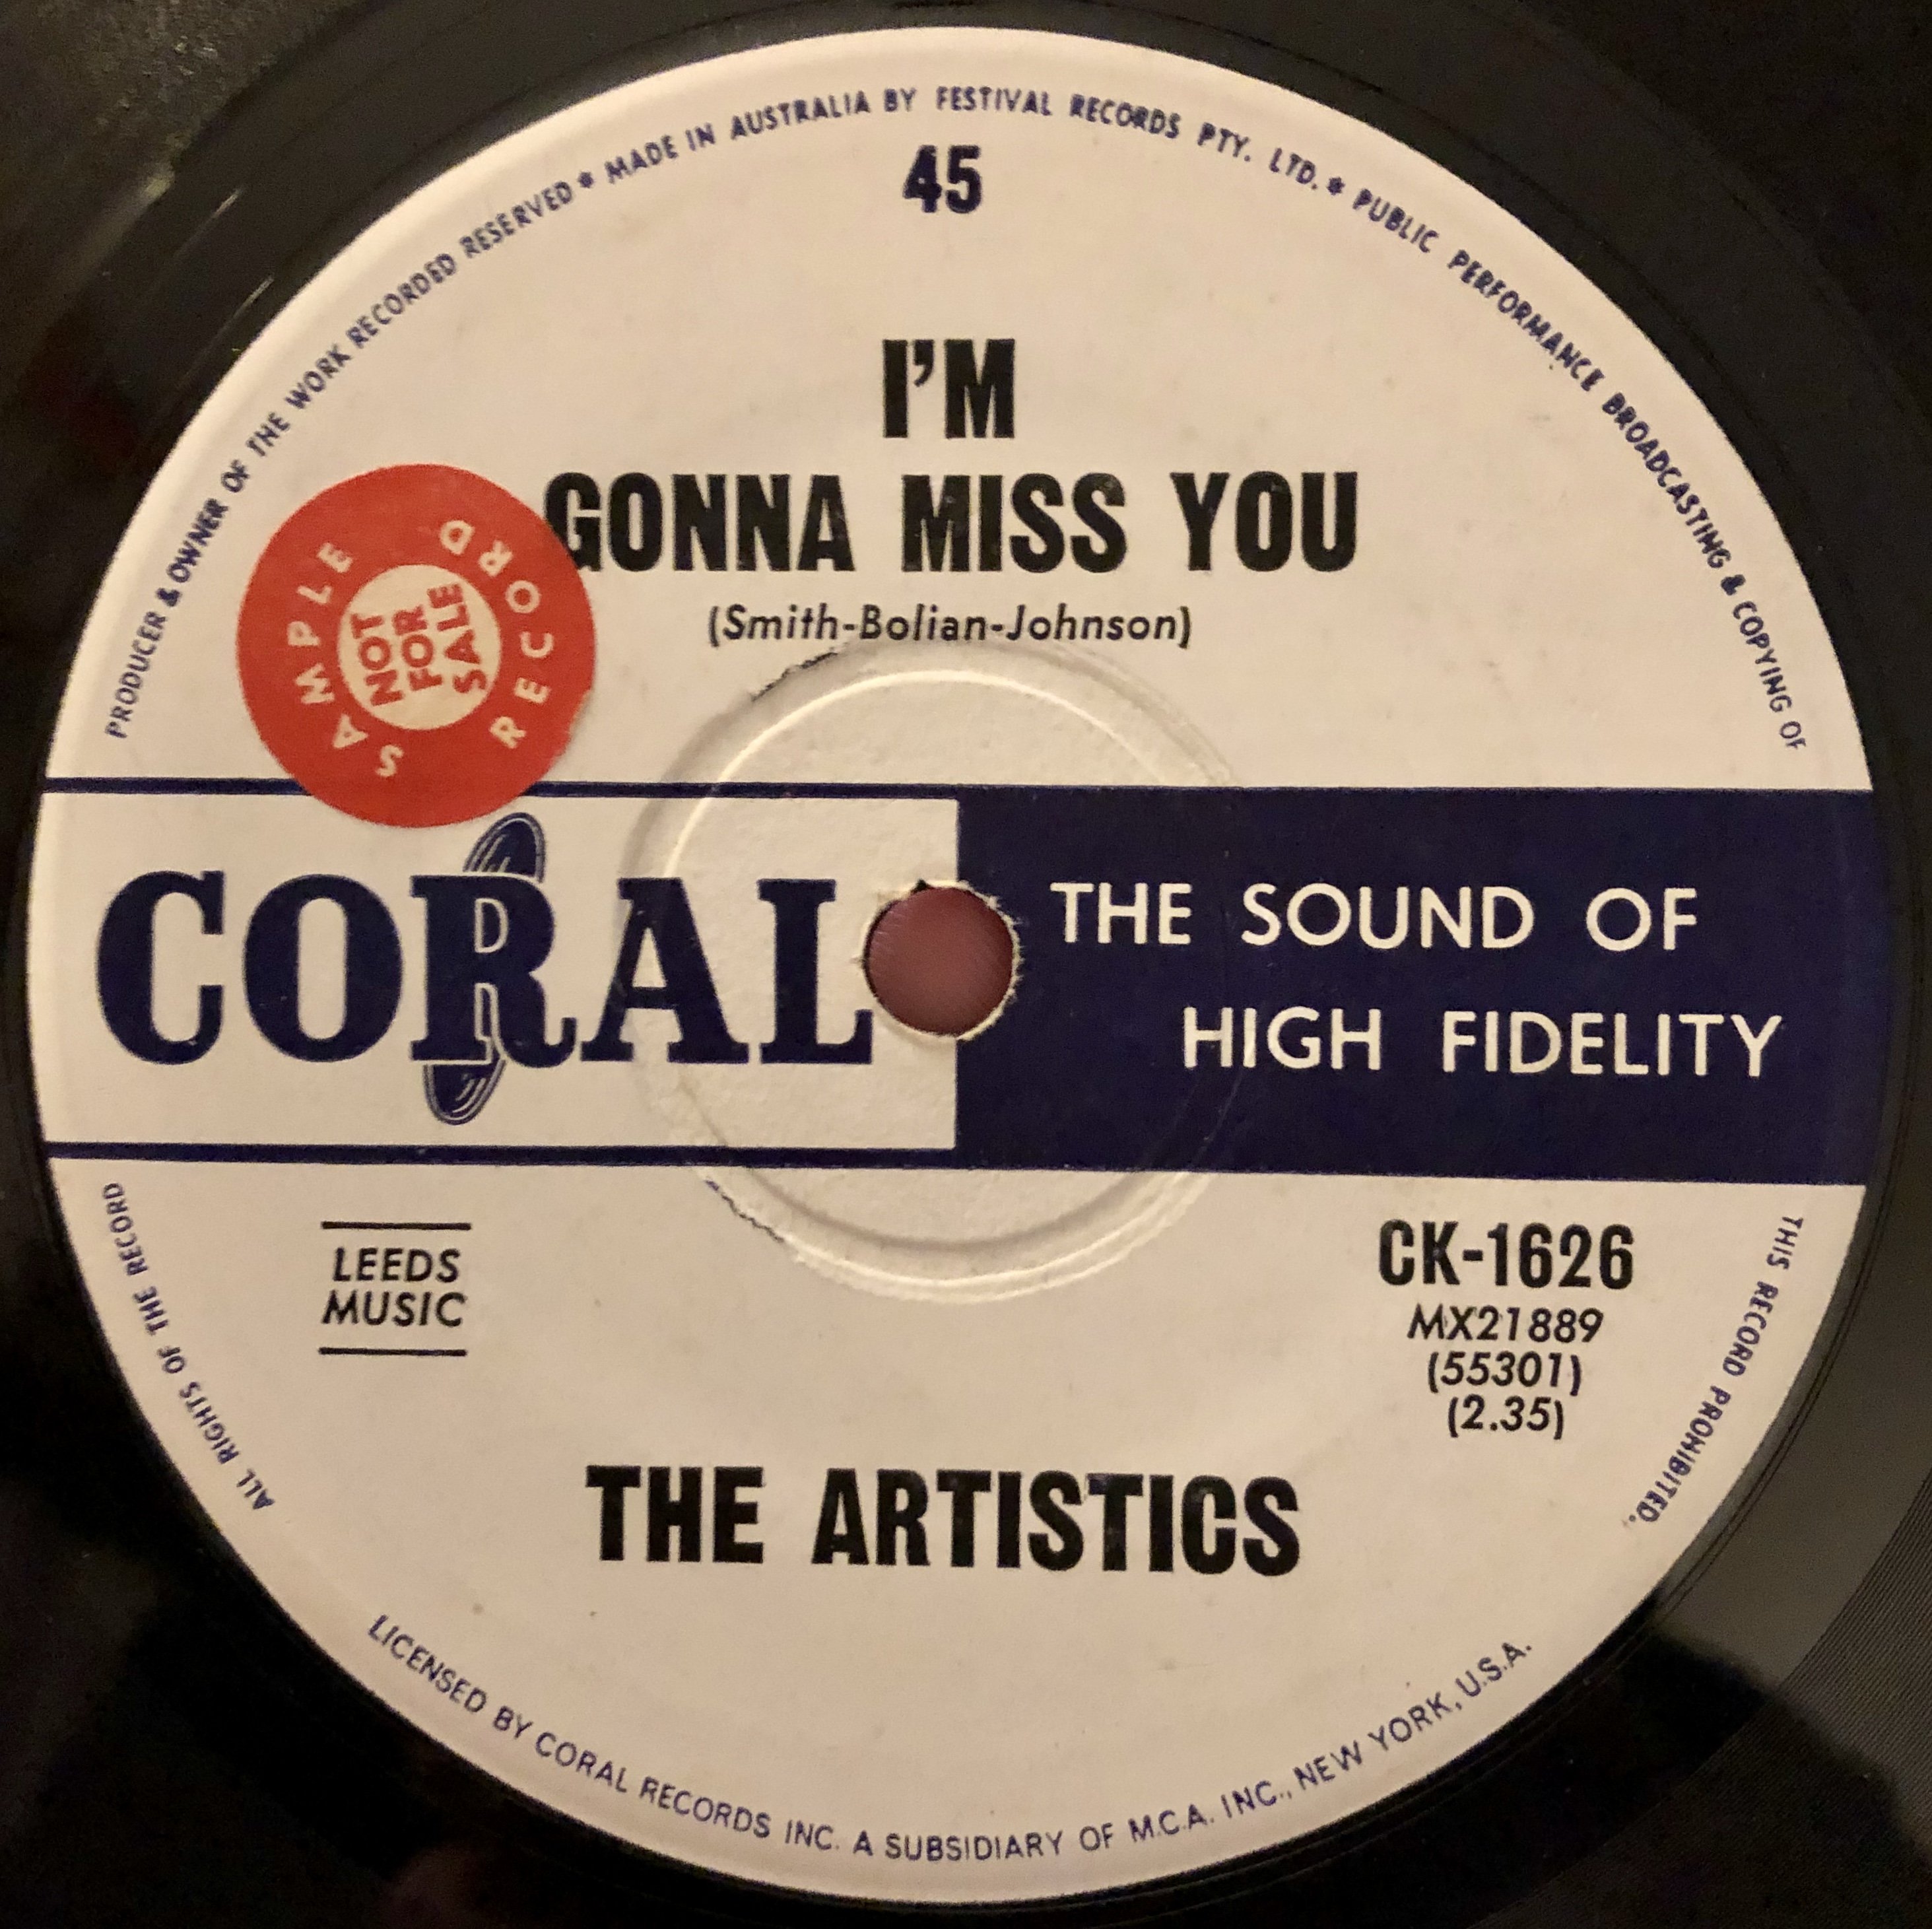 PRODUCER & OWNER OF THE WORK RECORDED RESERVED * MADE IN AUSTRALIA BY FESTIVAL RECORDS PTY. LTD. * PUBLIC PERFORMANCE BROADCASTING & COPYING OF
45
I'M
GONNA MISS YOU
(Smith-Bolian-Johnson)
SAMPLE RECORD
NOT
FOR
SALE
CORAL
THE SOUND OF
HIGH FIDELITY
LEEDS
MUSIC
CK-1626
MX21889
(55301)
(2.35)
THE ARTISTICS
ALL RIGHTS OF THE RECORD
THIS RECORD PROHIBITED.
LICENSED BY CORAL RECORDS INC. A SUBSIDIARY OF M.C.A. INC., NEW YORK, U.S.A.